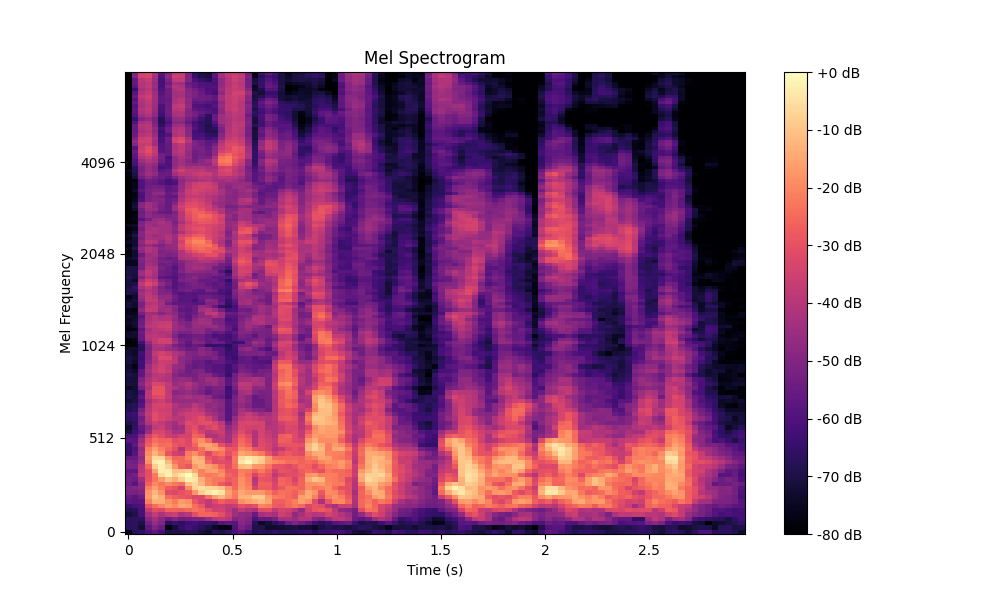 Mel Spectrogram
Mel Frequency
4096
2048
1024
512
0
0
0.5
1
1.5
2
2.5
Time (s)
+0 dB
-10 dB
-20 dB
-30 dB
-40 dB
-50 dB
-60 dB
-70 dB
-80 dB